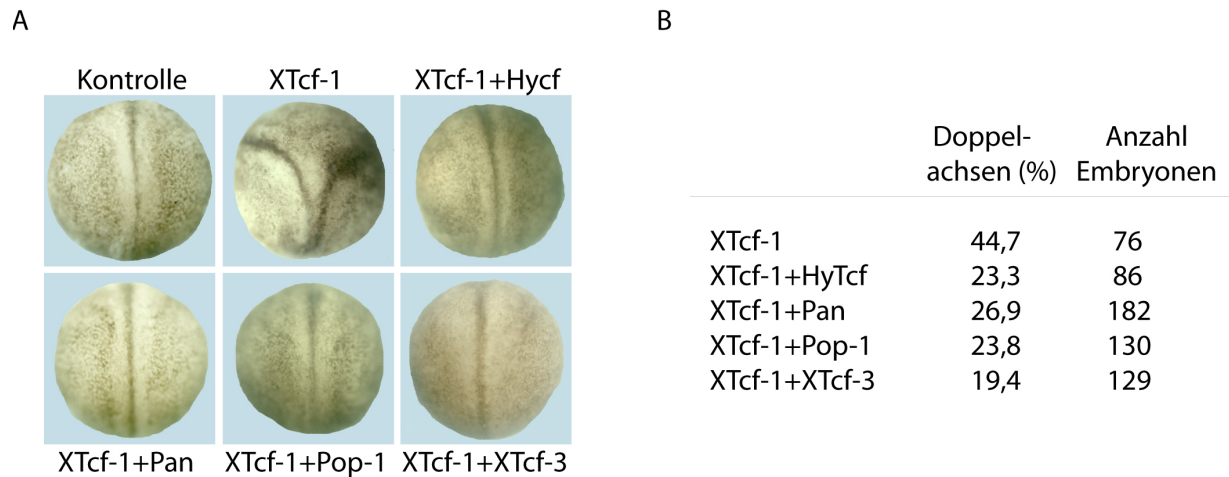 A
Kontrolle XTcf-1 XTcf-1+Hycf
XTcf-1+Pan XTcf-1+Pop-1 XTcf-1+XTcf-3
B
Doppel- Anzahl
achsen (%) Embryonen
XTcf-1 44,7 76
XTcf-1+HyTcf 23,3 86
XTcf-1+Pan 26,9 182
XTcf-1+Pop-1 23,8 130
XTcf-1+XTcf-3 19,4 129